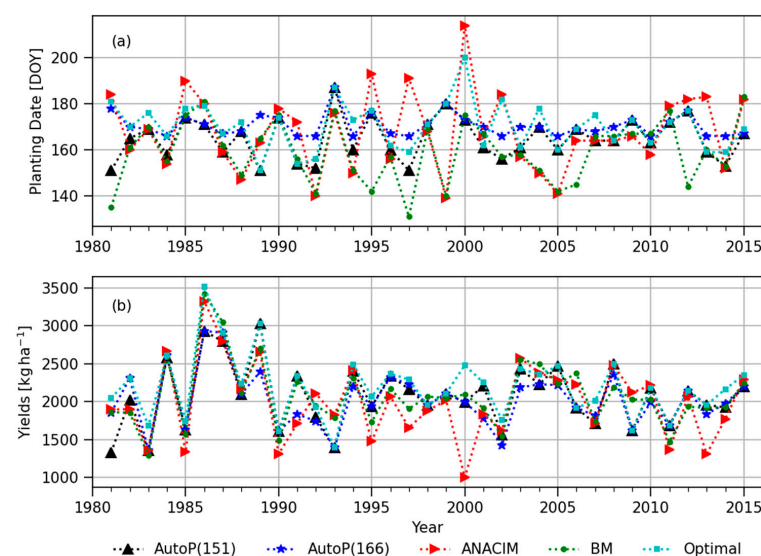 (a)
Planting Date [DOY]
200
180
160
140
1980 1985 1990 1995 2000 2005 2010 2015
(b)
Yields [kg ha⁻¹]
3500
3000
2500
2000
1500
1000
1980 1985 1990 1995 2000 2005 2010 2015
Year
AutoP(151) AutoP(166) ANACIM BM Optimal